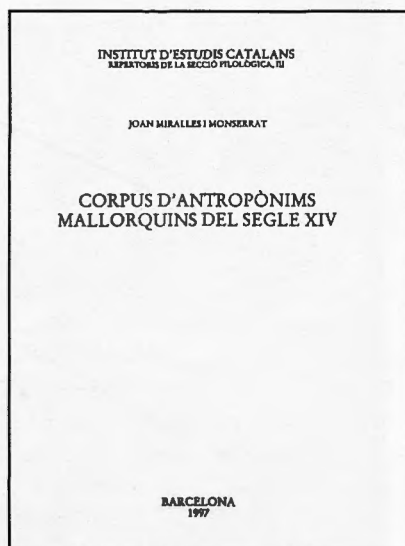 INSTITUT D'ESTUDIS CATALANS
REPERTORIS DE LA SECCIÓ FILOLÒGICA, III
JOAN MIRALLES I MONSERRAT
CORPUS D'ANTROPÒNIMS
MALLORQUINS DEL SEGLE XIV
BARCELONA
1997